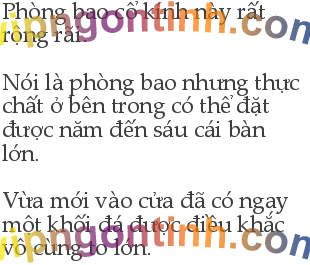 Phòng bao cổ kính này rất
rộng rãi.
Nói là phòng bao nhưng thực
chất ở bên trong có thể đặt
được năm đến sáu cái bàn
lớn.
Vừa mới vào cửa đã có ngay
một khối đá được điều khắc
vô cùng to lớn.